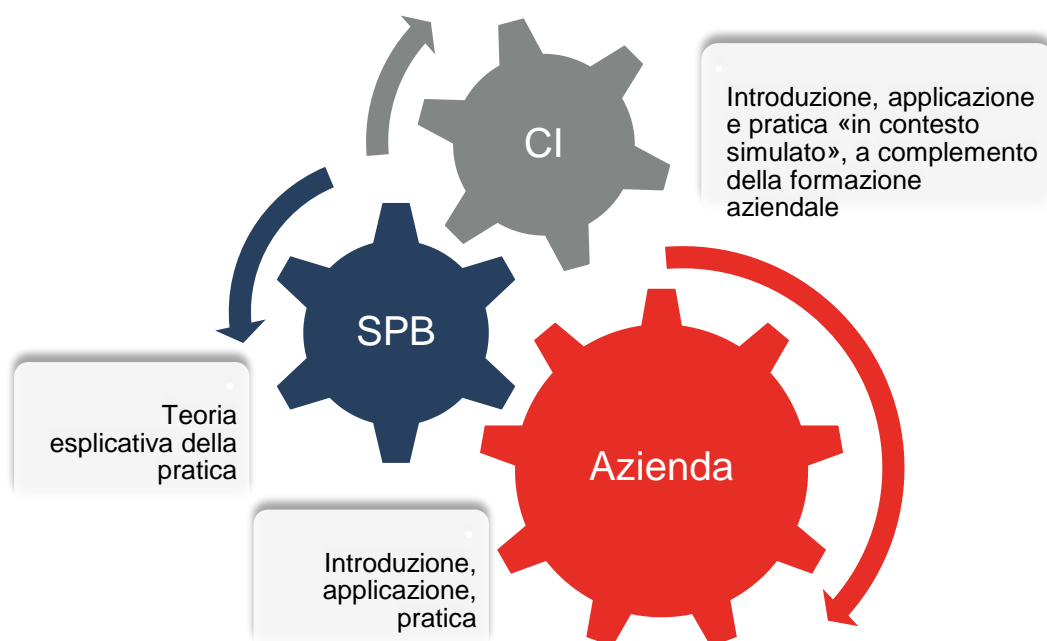 CI
Introduzione, applicazione
e pratica «in contesto
simulato», a complemento
della formazione
aziendale
SPB
Teoria
esplicativa della
pratica
Azienda
Introduzione,
applicazione,
pratica